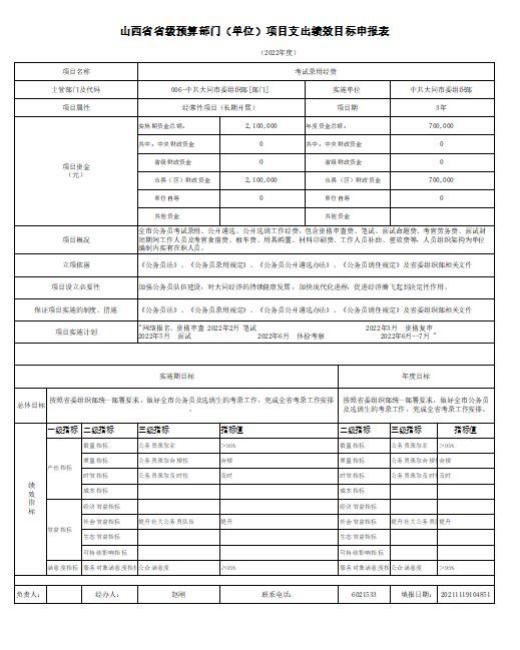 山西省省级预算部门（单位）项目支出绩效目标申报表
（2022年度）
项目名称 考试录用经费
主管部门及代码 006-中共大同市委组织部[部门] 实施单位 中共大同市委组织部
项目属性 经常性项目（长期开展） 项目期 3年
项目资金（元） 实施期资金总额： 2,100,000 年度资金总额： 700,000
其中：中央财政资金 0 其中：中央财政资金 0
省级财政资金 0 省级财政资金 0
市县（区）财政资金 2,100,000 市县（区）财政资金 700,000
单位自筹 0 单位自筹 0
其他资金 其他资金
项目概况 全市公务员考试录用、公开遴选、公开选调工作经费，包含资格审查费、笔试、面试命题费、考官劳务费、面试封
闭期间工作人员及考官食宿费、租车费、用具购置、材料印刷费、工作人员补助、签收费等，人员组织架构为单位
编制内实有在职人员。
立项依据 《公务员法》、《公务员录用规定》、《公务员公开遴选办法》、《公务员调任规定》及省委组织部相关文件
项目设立必要性 加强公务员队伍建设，对大同经济的持续健康发展、加快现代化进程，促进经济腾飞起到决定性作用。
保证项目实施的制度、措施 《公务员法》、《公务员录用规定》、《公务员公开遴选办法》、《公务员调任规定》及省委组织部相关文件
项目实施计划 "网络报名、资格审查 2022年2月 笔试 2022年3月 资格复审
2022年3月 面试 2022年6月 体检考察 2022年6月--7月 "
实施期目标 年度目标
总体目标 按照省委组织部统一部署要求，做好全市公务员及选调生的考录工作，完成全省考录工作安排。
按照省委组织部统一部署要求，做好全市公务员及选调生的考录工作，完成全省考录工作安排。
绩效指标 一级指标 二级指标 三级指标 指标值 二级指标 三级指标 指标值
产出指标 数量指标 公务员录取率 >=95% 数量指标 公务员录取率 >=95%
质量指标 公务员录取合格性 合格 质量指标 公务员录取合格 合格
时效指标 公务员录取及时性 及时 时效指标 公务员录取及时 及时
成本指标 成本指标
效益指标 经济效益指标 经济效益指标
社会效益指标 提升壮大公务员队伍 提升 社会效益指标 提升壮大公务员 提升
生态效益指标 生态效益指标
可持续影响指标 可持续影响指标
满意度指标 服务对象满意度指 公众满意度 >=95% 服务对象满意度指 公众满意度 >=95%
负责人： 经办人： 赵刚 联系电话： 6021533 填报日期： 20211119104851